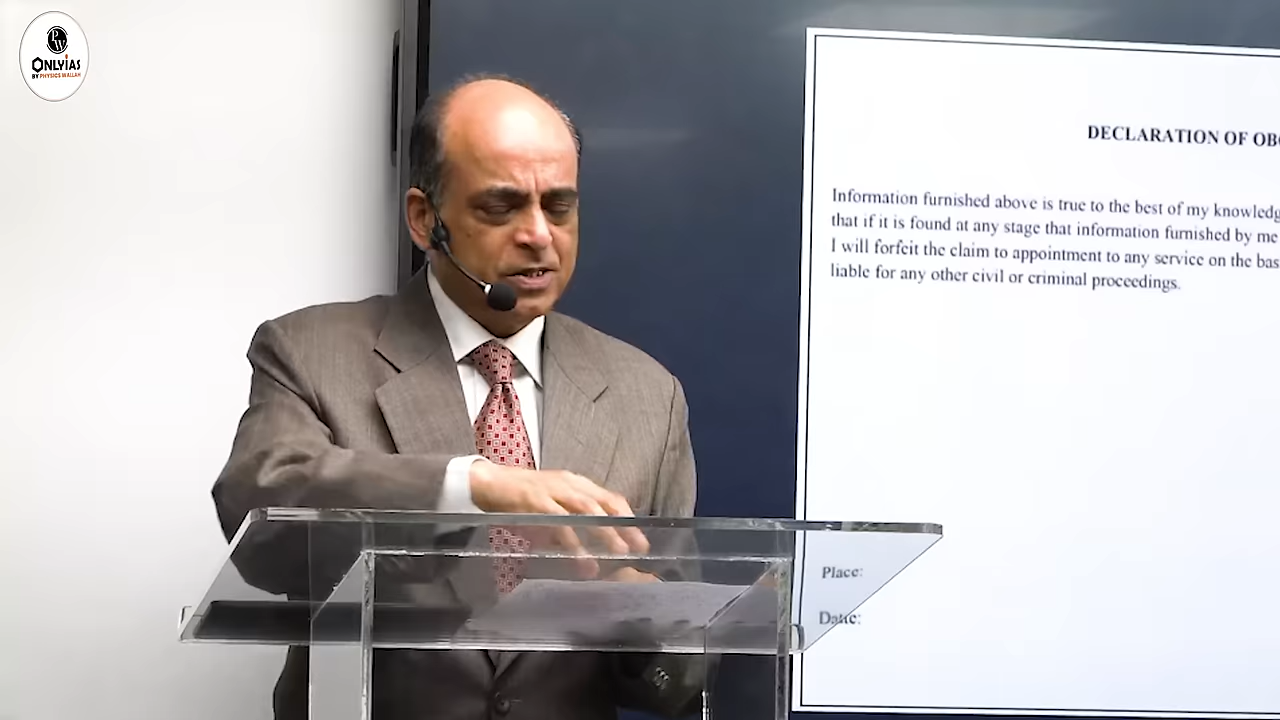 PW
ONLYIAS
BY PHYSICS WALLAH
DECLARATION OF OB
Information furnished above is true to the best of my knowledg
that if it is found at any stage that information furnished by me
I will forfeit the claim to appointment to any service on the bas
liable for any other civil or criminal proceedings.
Place:
Date: